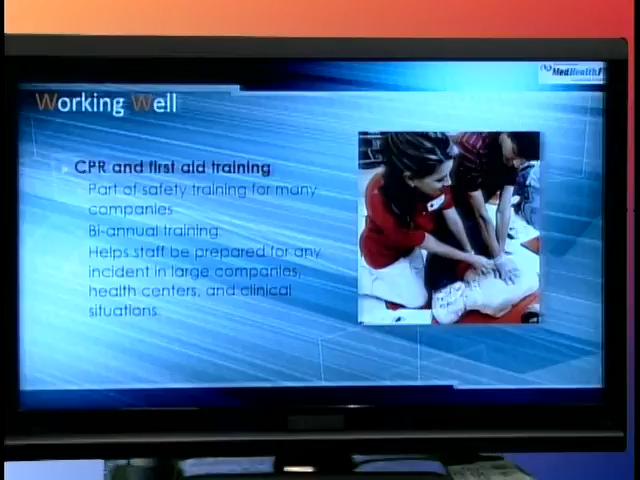 MedHealth
Working Well
CPR and first aid training
Part of safety training for many
companies
Bi-annual training
Helps staff be prepared for any
incident in large companies,
health centers, and clinical
situations